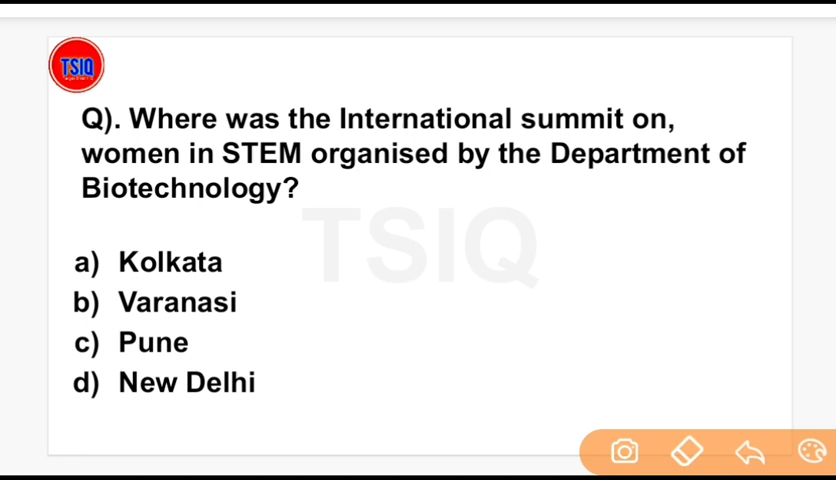 TSIQ
Q). Where was the International summit on,
women in STEM organised by the Department of
Biotechnology?
TSIQ
a) Kolkata
b) Varanasi
c) Pune
d) New Delhi